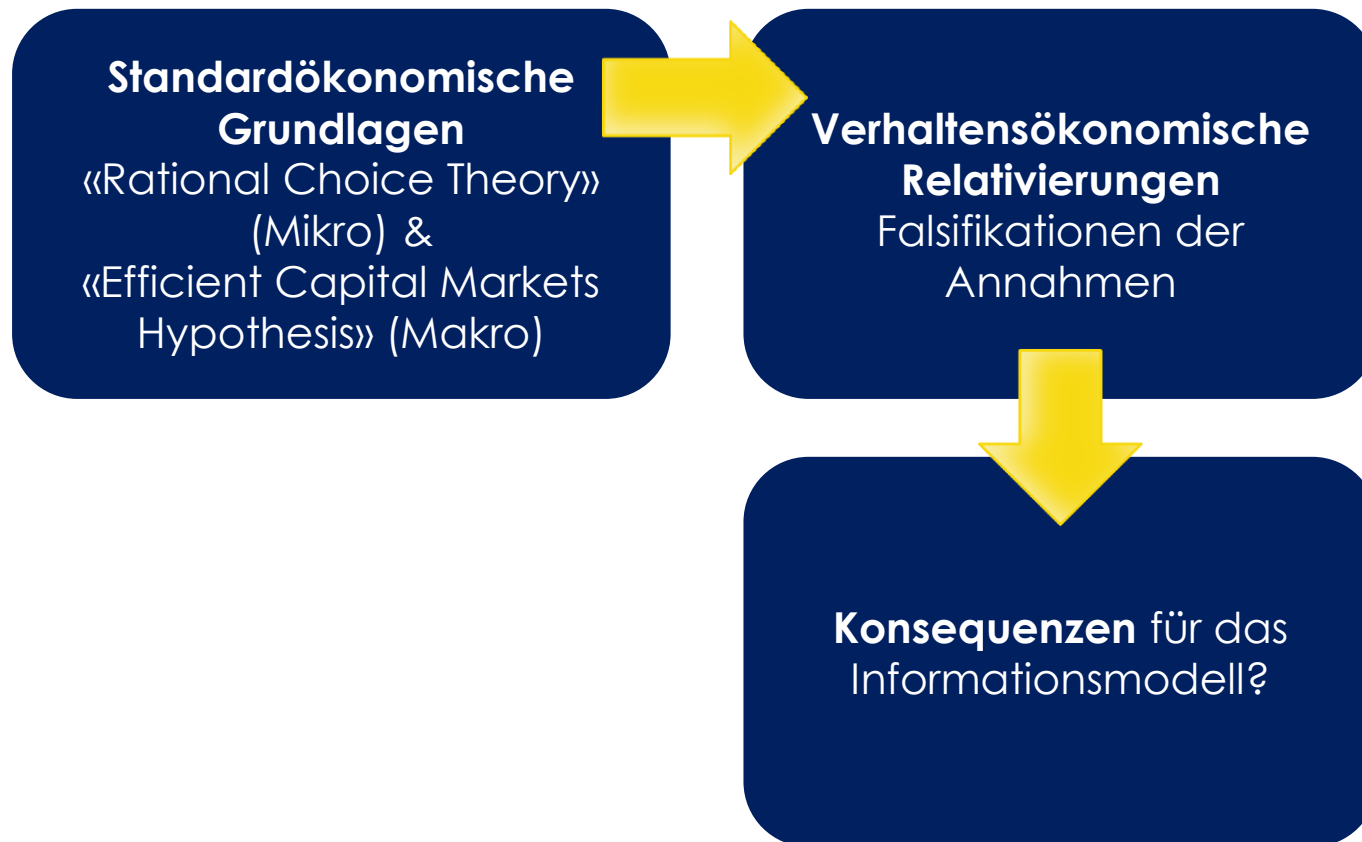 Standardökonomische
Grundlagen
«Rational Choice Theory»
(Mikro) &
«Efficient Capital Markets
Hypothesis» (Makro)
Verhaltensökonomische
Relativierungen
Falsifikationen der
Annahmen
Konsequenzen für das
Informationsmodell?